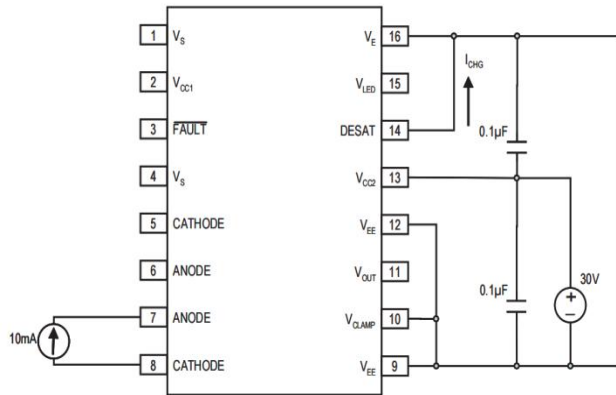 1 V_S V_E 16
I_CHG
2 V_CC1 V_LED 15
3 FAULT DESAT 14
0.1µF
4 V_S V_CC2 13
5 CATHODE V_EE 12
6 ANODE V_OUT 11
0.1µF 30V
7 ANODE V_CLAMP 10
10mA
8 CATHODE V_EE 9